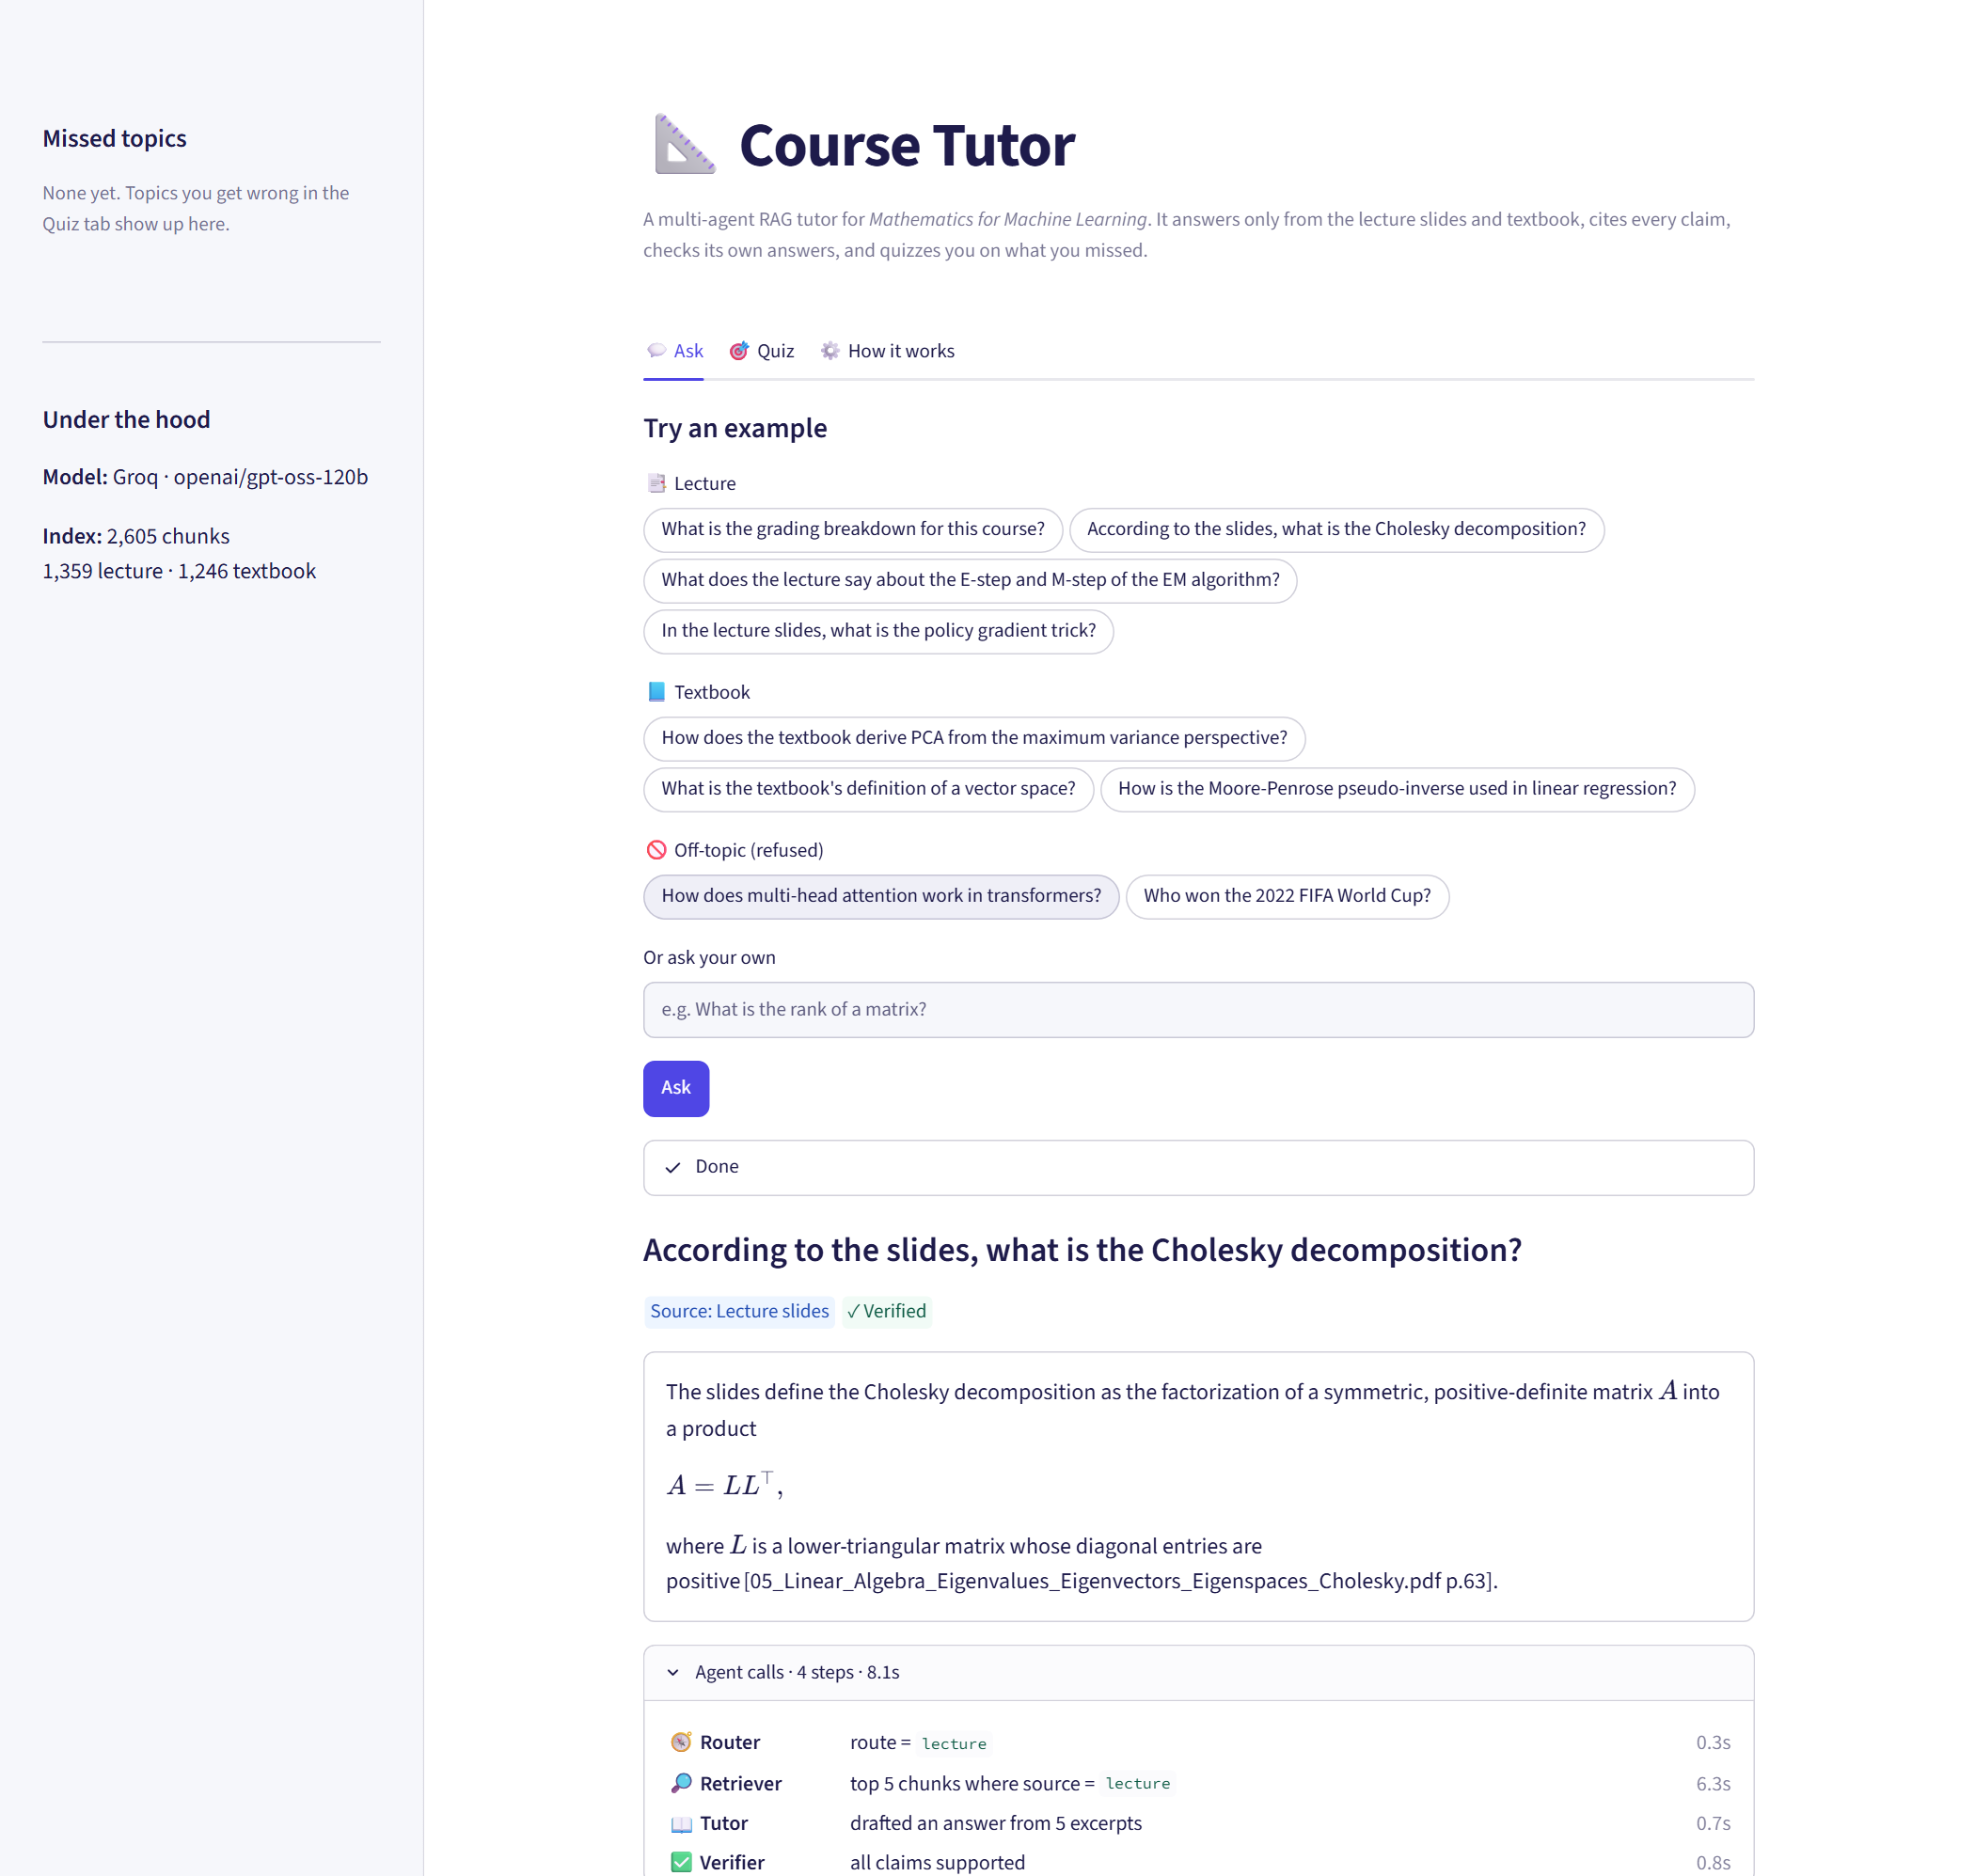 Missed topics
None yet. Topics you get wrong in the
Quiz tab show up here.
Under the hood
Model: Groq · openai/gpt-oss-120b
Index: 2,605 chunks
1,359 lecture · 1,246 textbook
Course Tutor
A multi-agent RAG tutor for Mathematics for Machine Learning. It answers only from the lecture slides and textbook, cites every claim,
checks its own answers, and quizzes you on what you missed.
Ask Quiz How it works
Try an example
Lecture
What is the grading breakdown for this course? According to the slides, what is the Cholesky decomposition?
What does the lecture say about the E-step and M-step of the EM algorithm?
In the lecture slides, what is the policy gradient trick?
Textbook
How does the textbook derive PCA from the maximum variance perspective?
What is the textbook's definition of a vector space? How is the Moore-Penrose pseudo-inverse used in linear regression?
Off-topic (refused)
How does multi-head attention work in transformers? Who won the 2022 FIFA World Cup?
Or ask your own
e.g. What is the rank of a matrix?
Ask
Done
According to the slides, what is the Cholesky decomposition?
Source: Lecture slides ✓ Verified
The slides define the Cholesky decomposition as the factorization of a symmetric, positive-definite matrix A into
a product
A = LL⊤,
where L is a lower-triangular matrix whose diagonal entries are
positive [05_Linear_Algebra_Eigenvalues_Eigenvectors_Eigenspaces_Cholesky.pdf p.63].
Agent calls · 4 steps · 8.1s
Router route = lecture 0.3s
Retriever top 5 chunks where source = lecture 6.3s
Tutor drafted an answer from 5 excerpts 0.7s
Verifier all claims supported 0.8s